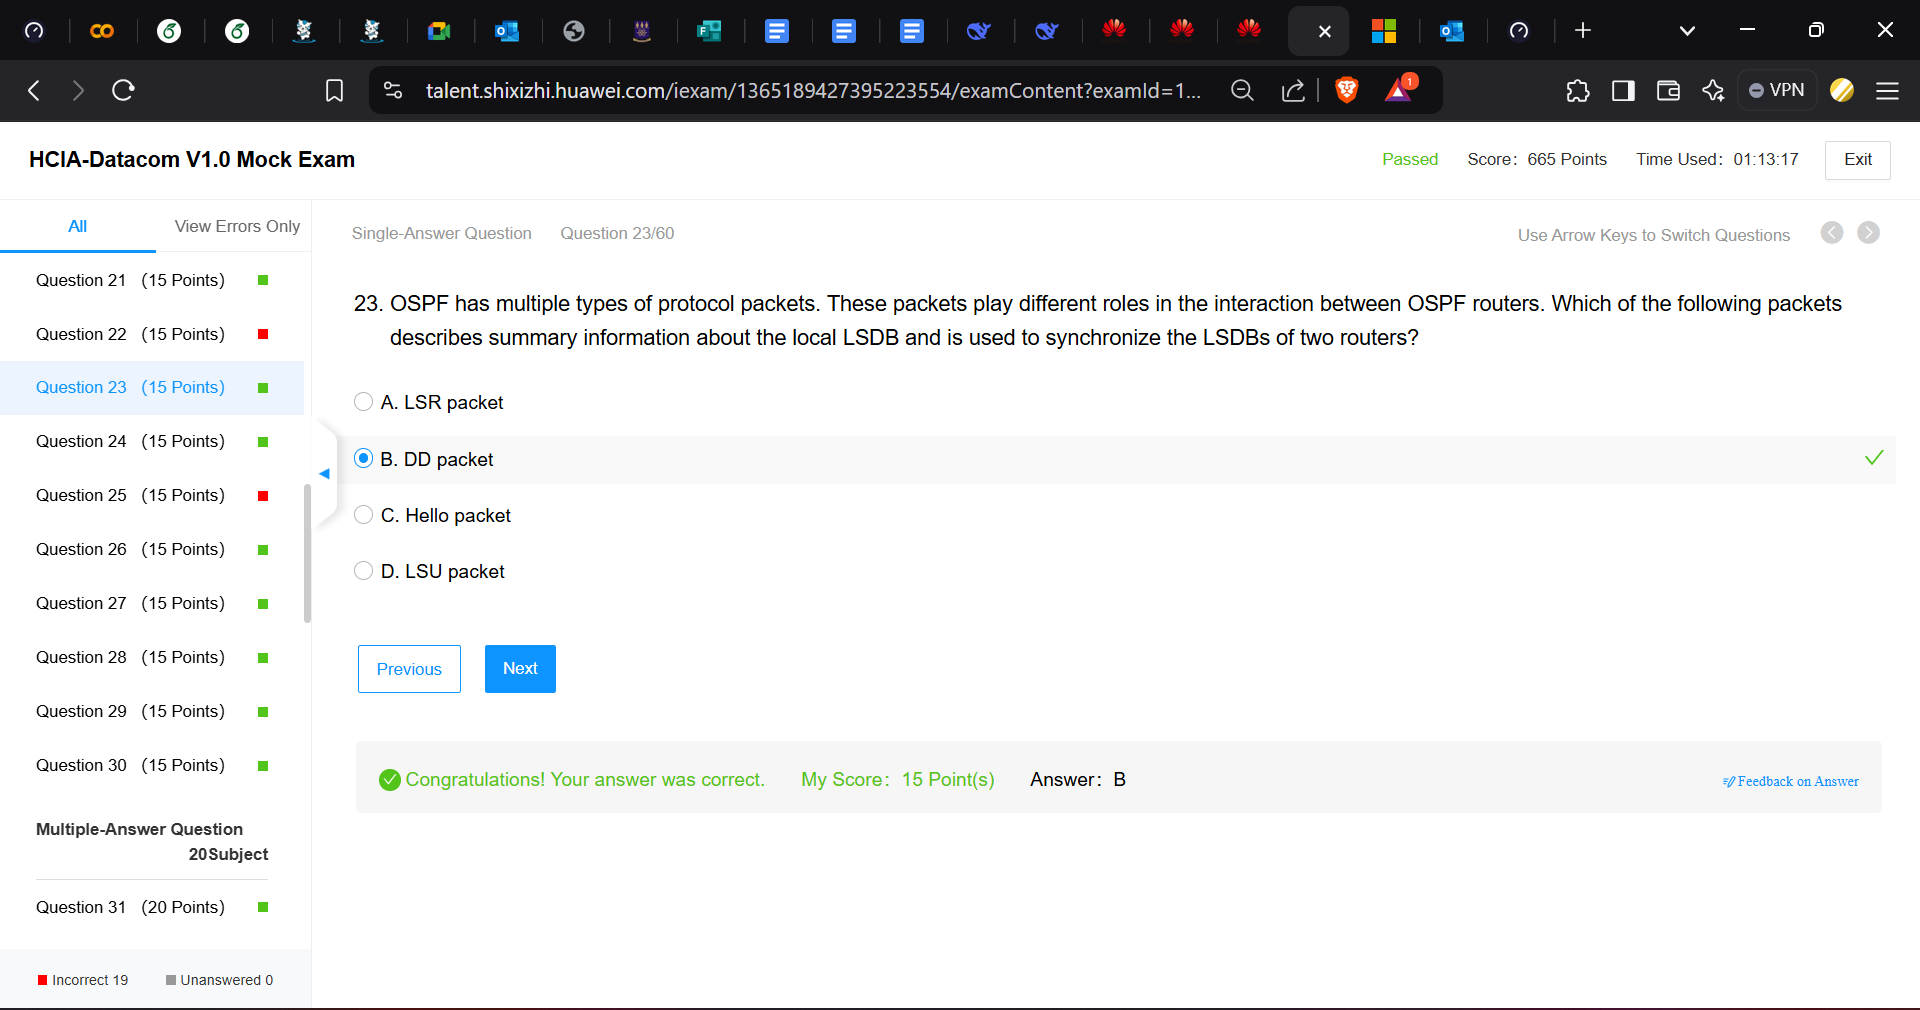 talent.shixizhi.huawei.com/iexam/1365189427395223554/examContent?examId=1...
1
VPN
HCIA-Datacom V1.0 Mock Exam
Passed
Score: 665 Points
Time Used: 01:13:17
Exit
All
View Errors Only
Single-Answer Question
Question 23/60
Use Arrow Keys to Switch Questions
Question 21 (15 Points)
Question 22 (15 Points)
Question 23 (15 Points)
Question 24 (15 Points)
Question 25 (15 Points)
Question 26 (15 Points)
Question 27 (15 Points)
Question 28 (15 Points)
Question 29 (15 Points)
Question 30 (15 Points)
Multiple-Answer Question
20Subject
Question 31 (20 Points)
Incorrect 19
Unanswered 0
23. OSPF has multiple types of protocol packets. These packets play different roles in the interaction between OSPF routers. Which of the following packets
describes summary information about the local LSDB and is used to synchronize the LSDBs of two routers?
A. LSR packet
B. DD packet
C. Hello packet
D. LSU packet
Previous
Next
Congratulations! Your answer was correct.
My Score: 15 Point(s)
Answer: B
Feedback on Answer